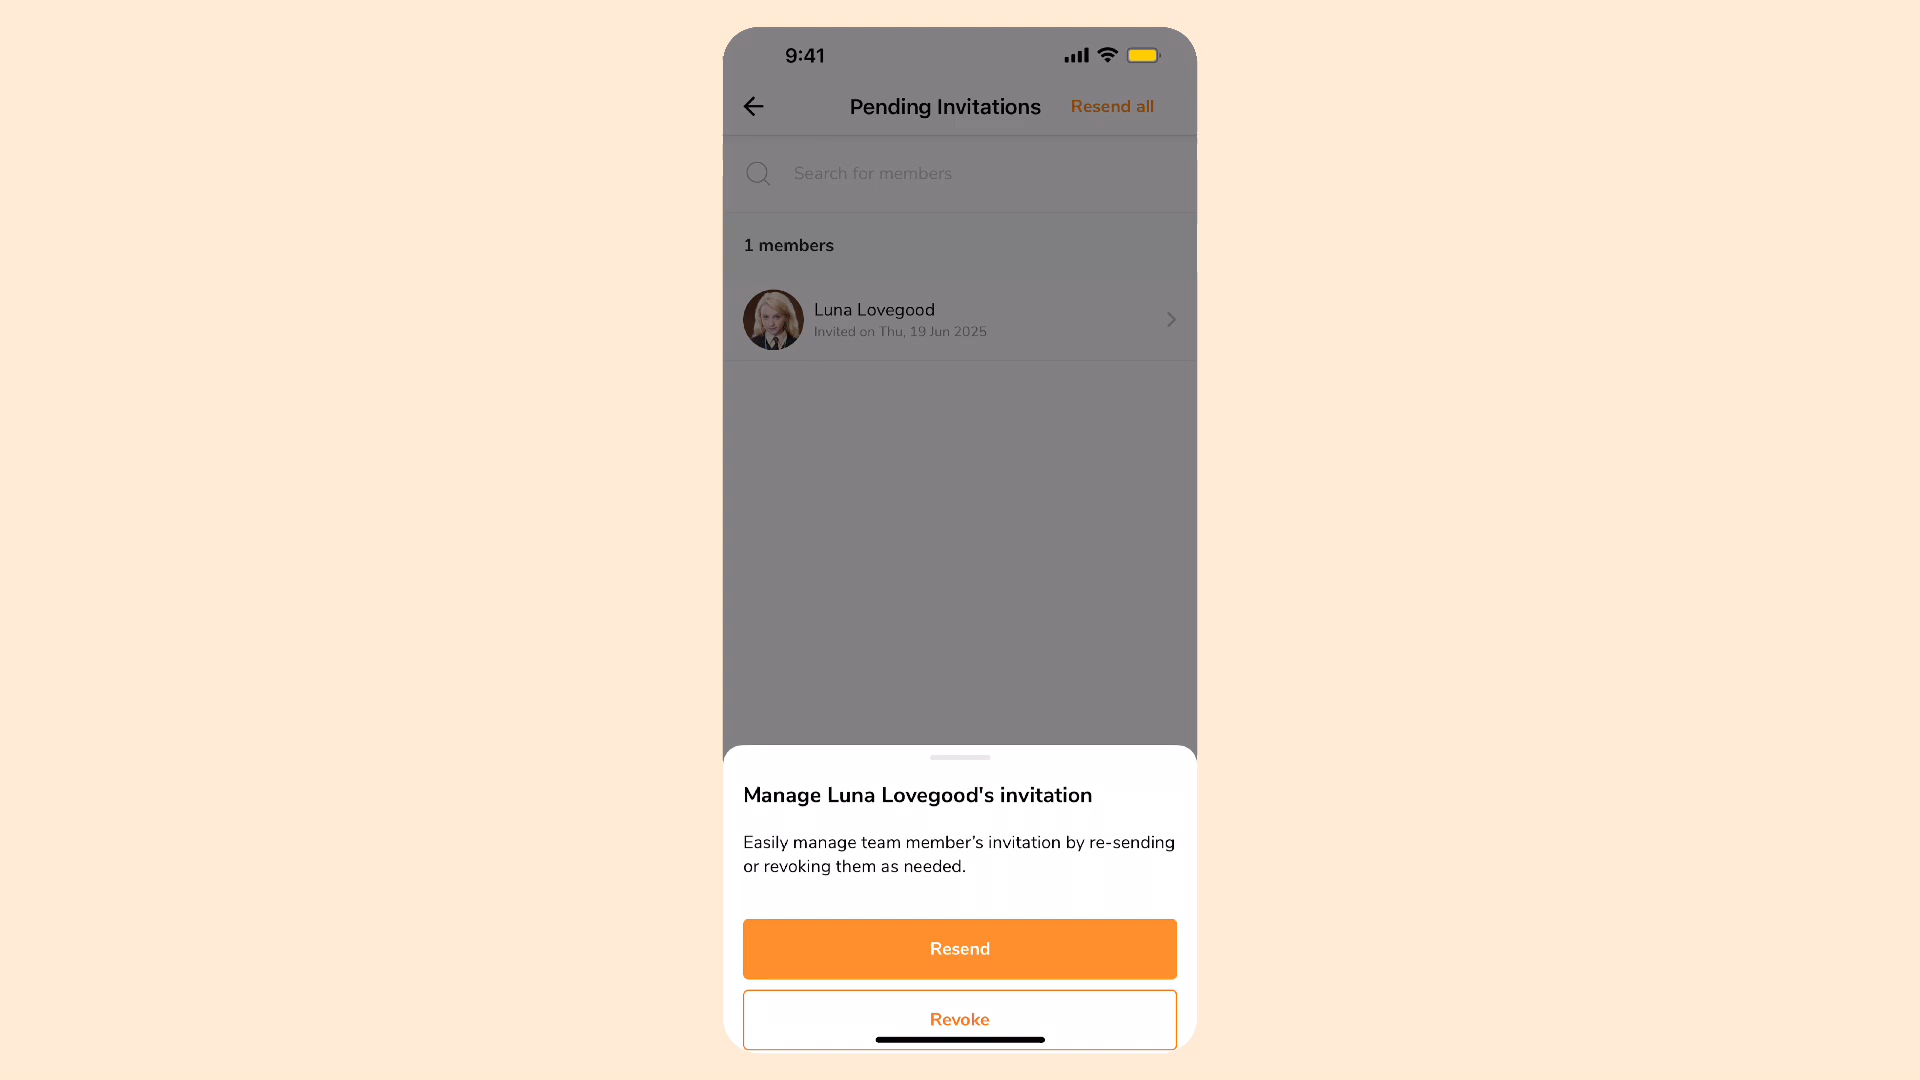 9:41
Pending Invitations
Resend all
Search for members
1 members
Luna Lovegood
Invited on Thu, 19 Jun 2025
Manage Luna Lovegood's invitation
Easily manage team member’s invitation by re-sending
or revoking them as needed.
Resend
Revoke